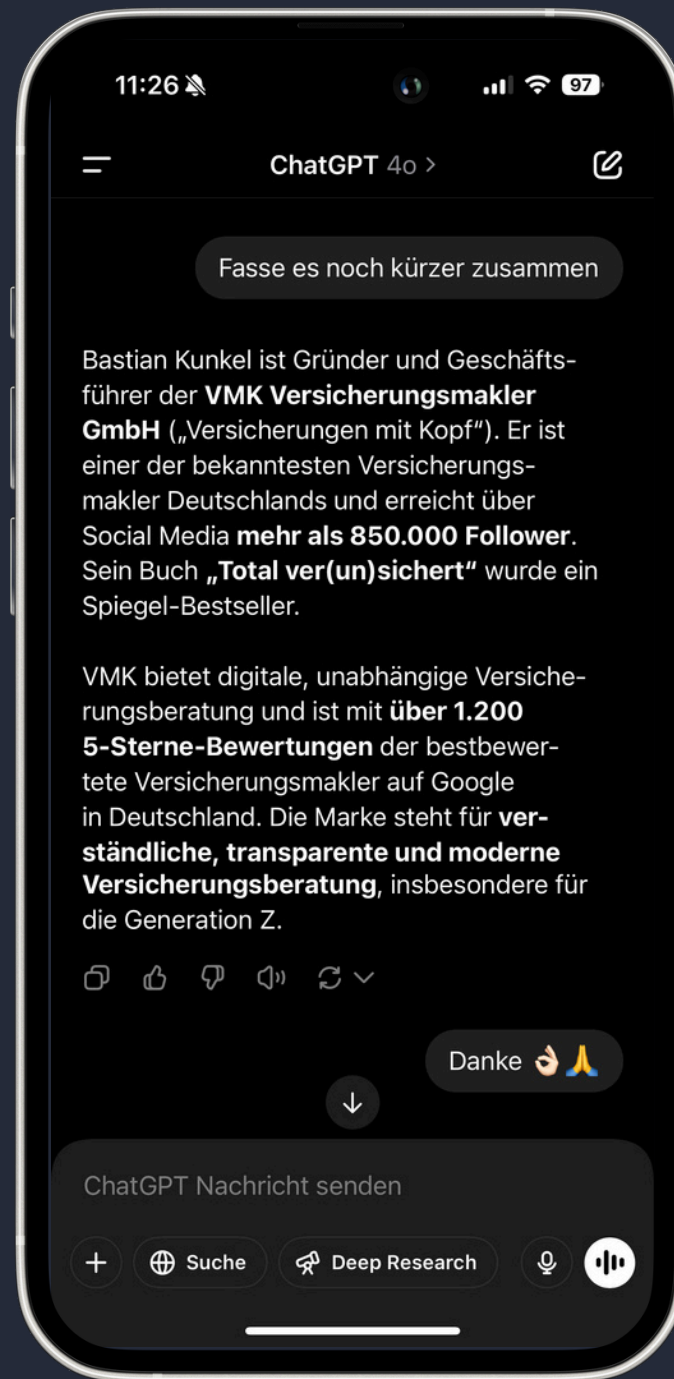 11:26
97
ChatGPT 4o >
Fasse es noch kürzer zusammen
Bastian Kunkel ist Gründer und Geschäfts-
führer der VMK Versicherungsmakler
GmbH („Versicherungen mit Kopf“). Er ist
einer der bekanntesten Versicherungs-
makler Deutschlands und erreicht über
Social Media mehr als 850.000 Follower.
Sein Buch „Total ver(un)sichert“ wurde ein
Spiegel-Bestseller.
VMK bietet digitale, unabhängige Versiche-
rungsberatung und ist mit über 1.200
5-Sterne-Bewertungen der bestbewer-
tete Versicherungsmakler auf Google
in Deutschland. Die Marke steht für ver-
ständliche, transparente und moderne
Versicherungsberatung, insbesondere für
die Generation Z.
Danke 👌🏻🙏
ChatGPT Nachricht senden
Suche
Deep Research